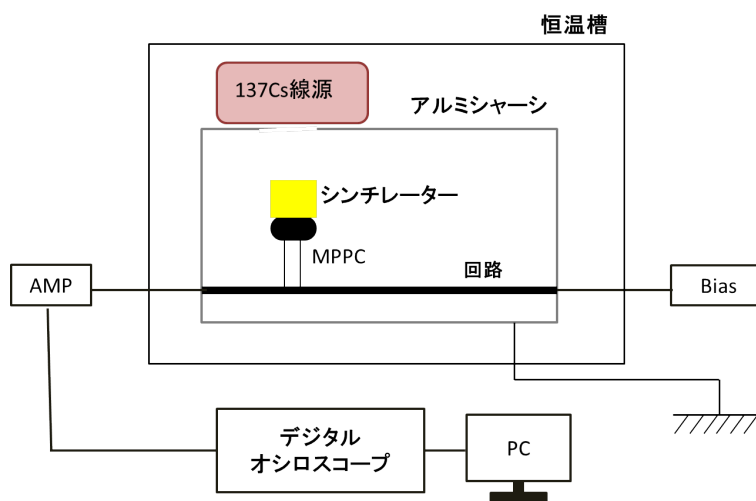 恒温槽
137Cs線源
アルミシャーシ
シンチレーター
MPPC
回路
AMP
Bias
デジタル
オシロスコープ
PC